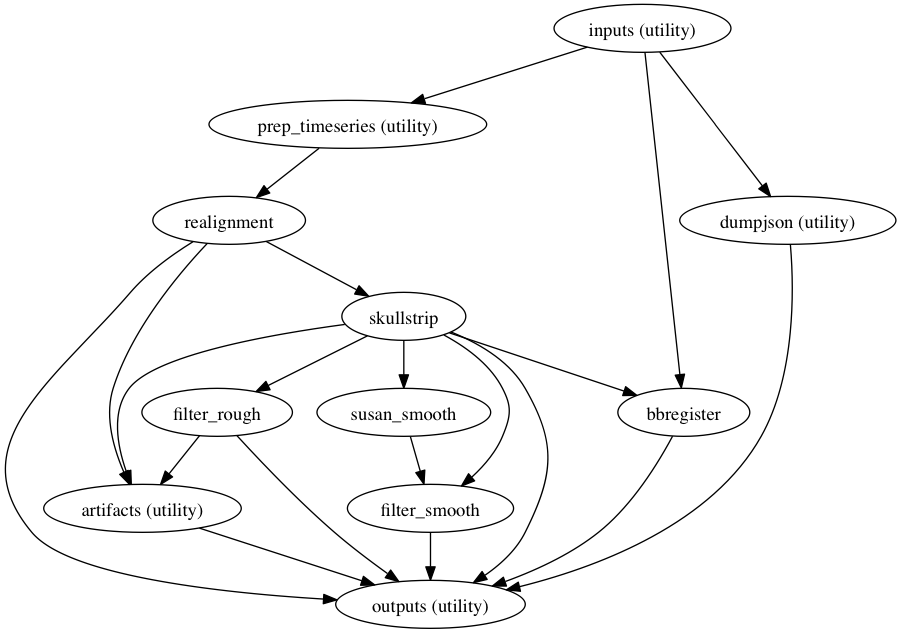 inputs (utility)
prep_timeseries (utility)
realignment
dumpjson (utility)
skullstrip
filter_rough
susan_smooth
bbregister
artifacts (utility)
filter_smooth
outputs (utility)